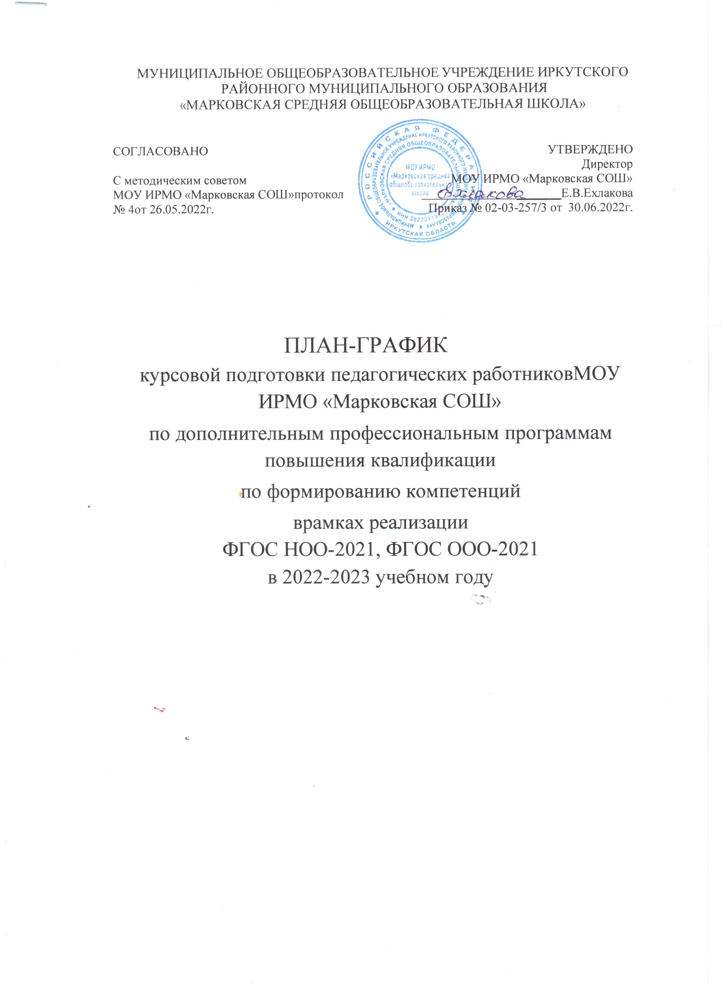 МУНИЦИПАЛЬНОЕ ОБЩЕОБРАЗОВАТЕЛЬНОЕ УЧРЕЖДЕНИЕ ИРКУТСКОГО
РАЙОННОГО МУНИЦИПАЛЬНОГО ОБРАЗОВАНИЯ
«МАРКОВСКАЯ СРЕДНЯЯ ОБЩЕОБРАЗОВАТЕЛЬНАЯ ШКОЛА»
СОГЛАСОВАНО
С методическим советом
МОУ ИРМО «Марковская СОШ»протокол
№ 4от 26.05.2022г.
РОССИЙСКАЯ ФЕДЕРАЦИЯ
ИРКУТСКАЯ ОБЛАСТЬ
МУНИЦИПАЛЬНОЕ ОБЩЕОБРАЗОВАТЕЛЬНОЕ УЧРЕЖДЕНИЕ ИРКУТСКОГО РАЙОННОГО МУНИЦИПАЛЬНОГО ОБРАЗОВАНИЯ
«МАРКОВСКАЯ СРЕДНЯЯ ОБЩЕОБРАЗОВАТЕЛЬНАЯ ШКОЛА»
ИНН
МОУ ИРМО
«Марковская средняя
общеобразовательная
школа
УТВЕРЖДЕНО
Директор
МОУ ИРМО «Марковская СОШ»
Ехлакова Е.В.Ехлакова
Приказ № 02-03-257/3 от 30.06.2022г.
ПЛАН-ГРАФИК
курсовой подготовки педагогических работниковМОУ
ИРМО «Марковская СОШ»
по дополнительным профессиональным программам
повышения квалификации
по формированию компетенций
врамках реализации
ФГОС НОО-2021, ФГОС ООО-2021
в 2022-2023 учебном году